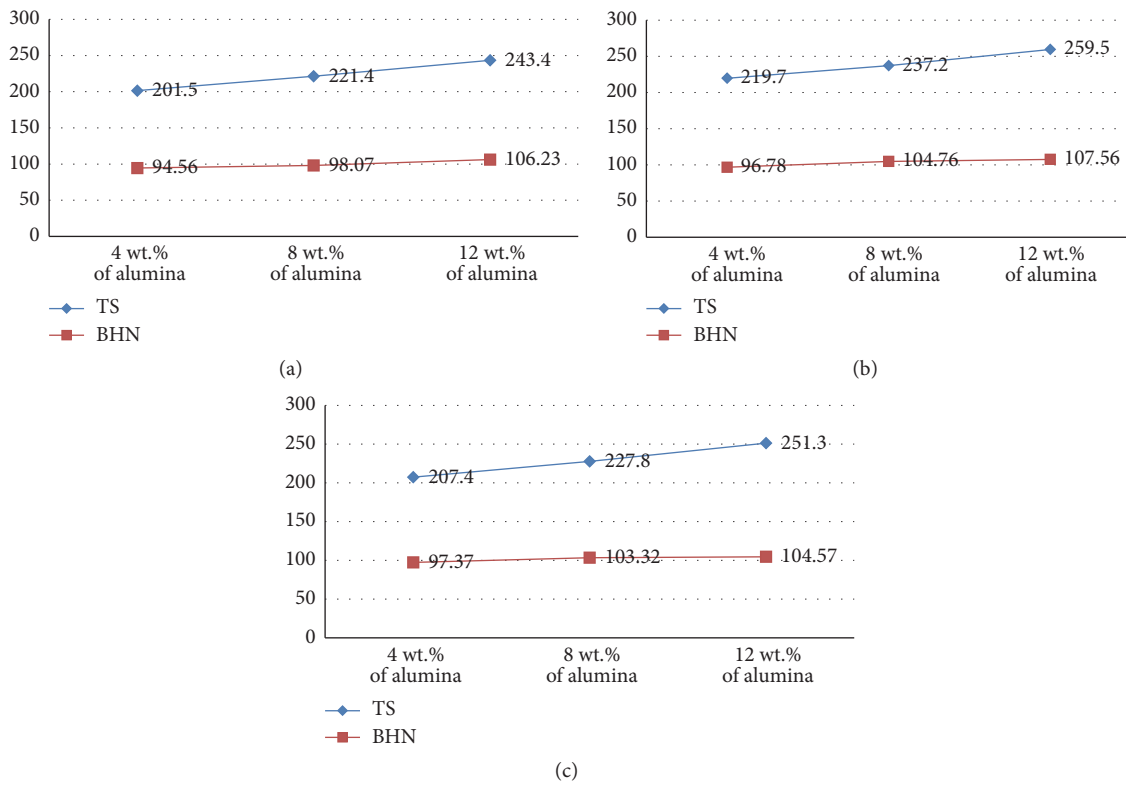 300
250
200
150
100
50
0
201.5
221.4
243.4
94.56
98.07
106.23
4 wt.%
of alumina
8 wt.%
of alumina
12 wt.%
of alumina
TS
BHN
(a)
300
250
200
150
100
50
0
219.7
237.2
259.5
96.78
104.76
107.56
4 wt.%
of alumina
8 wt.%
of alumina
12 wt.%
of alumina
TS
BHN
(b)
300
250
200
150
100
50
0
207.4
227.8
251.3
97.37
103.32
104.57
4 wt.%
of alumina
8 wt.%
of alumina
12 wt.%
of alumina
TS
BHN
(c)